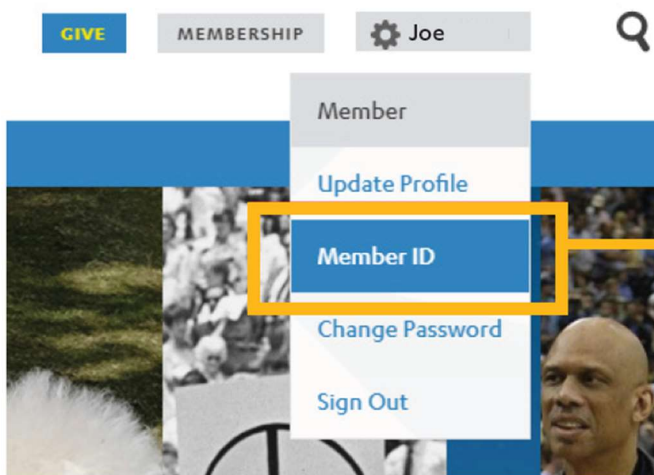 GIVE
MEMBERSHIP
Joe
Member
Update Profile
Member ID
Change Password
Sign Out